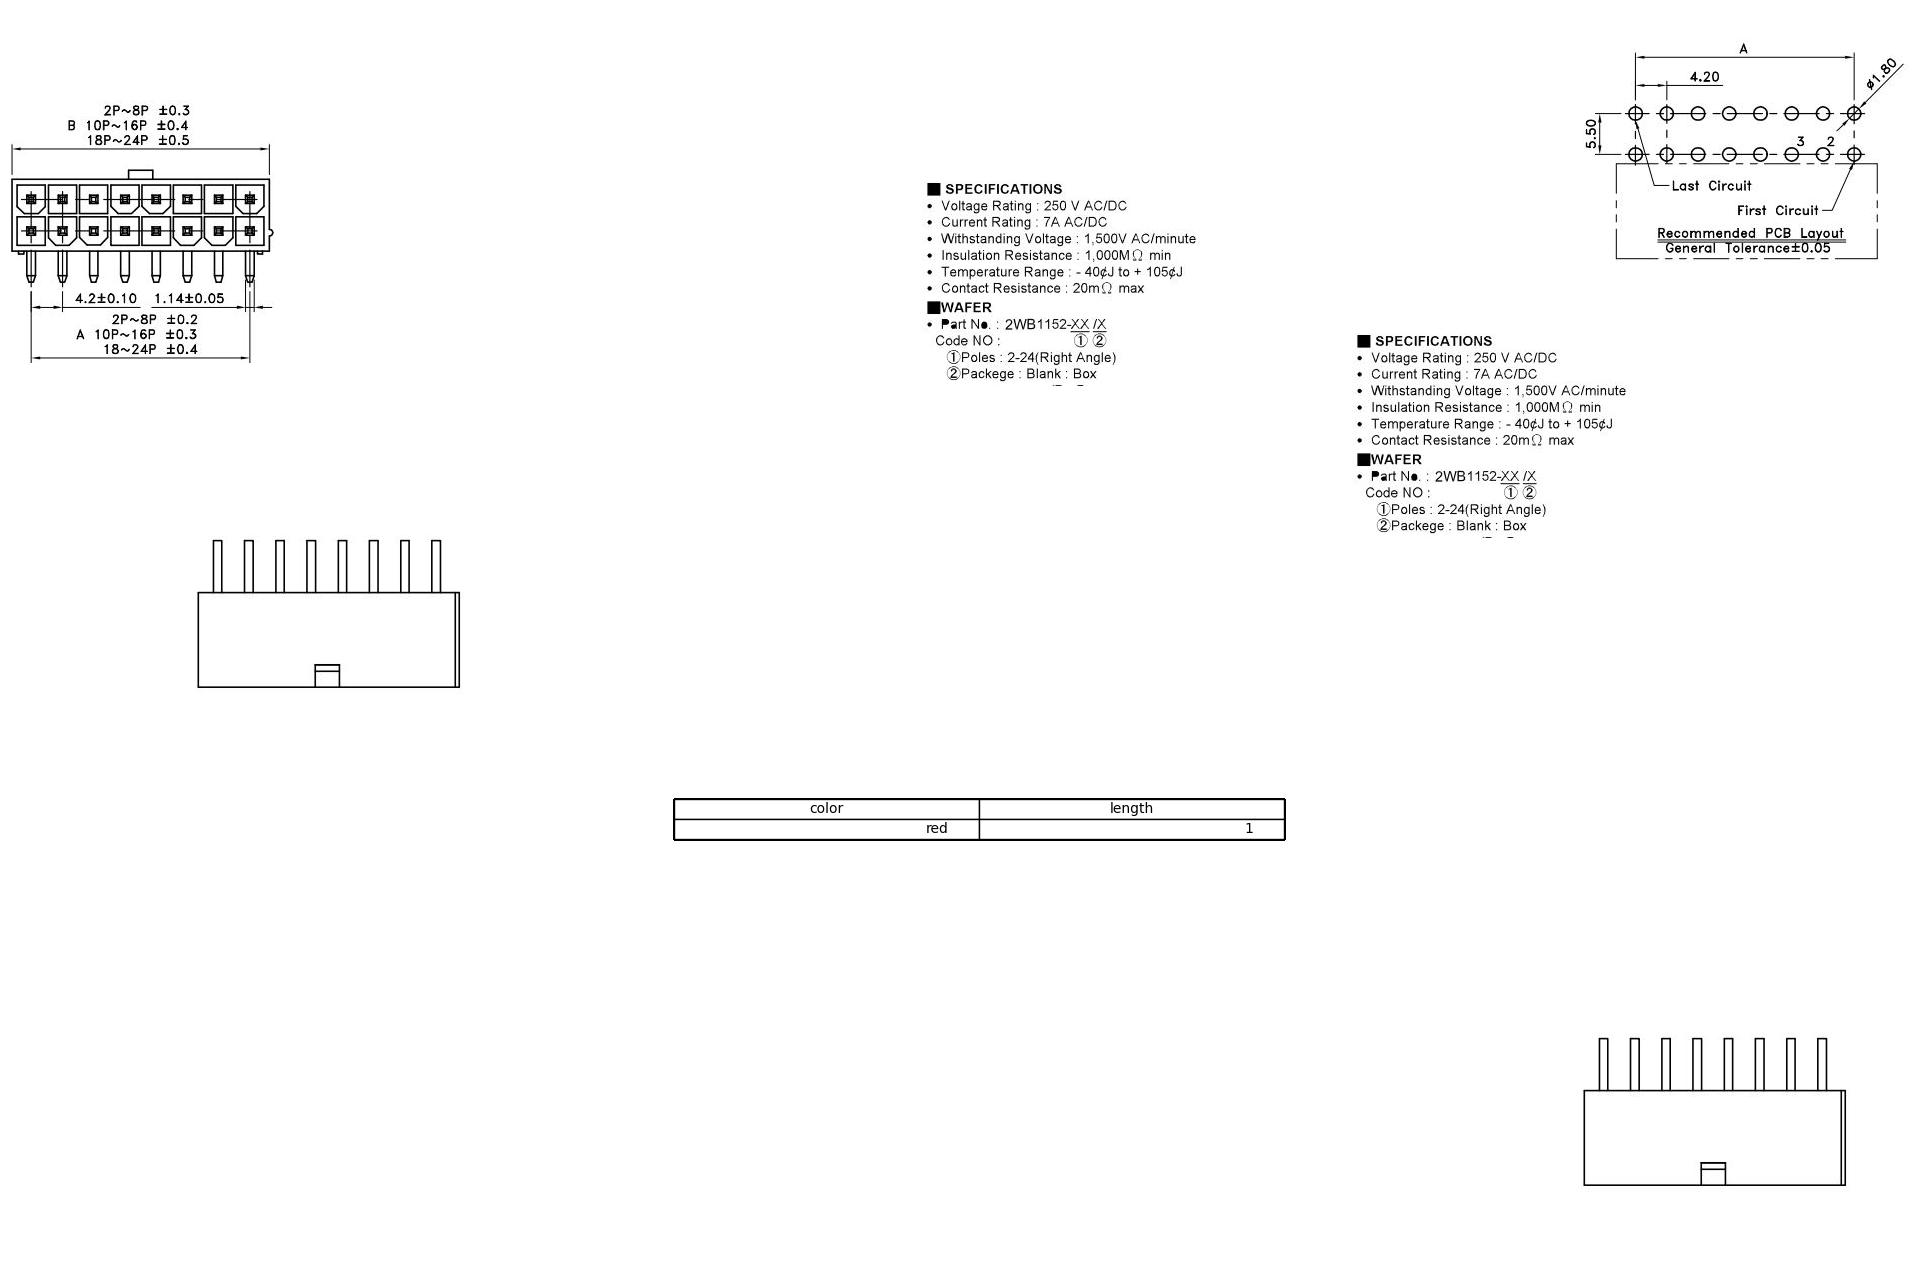 2P~8P ±0.3
B 10P~16P ±0.4
18P~24P ±0.5
4.2±0.10 1.14±0.05
2P~8P ±0.2
A 10P~16P ±0.3
18~24P ±0.4
■ SPECIFICATIONS
• Voltage Rating : 250 V AC/DC
• Current Rating : 7A AC/DC
• Withstanding Voltage : 1,500V AC/minute
• Insulation Resistance : 1,000MΩ min
• Temperature Range : - 40¢J to + 105¢J
• Contact Resistance : 20mΩ max
■WAFER
• Part No. : 2WB1152-XX /X
Code NO : ① ②
①Poles : 2-24(Right Angle)
②Packege : Blank : Box
A
4.20
ø1.80
5.50
3 2
Last Circuit
First Circuit
Recommended PCB Layout
General Tolerance±0.05
■ SPECIFICATIONS
• Voltage Rating : 250 V AC/DC
• Current Rating : 7A AC/DC
• Withstanding Voltage : 1,500V AC/minute
• Insulation Resistance : 1,000MΩ min
• Temperature Range : - 40¢J to + 105¢J
• Contact Resistance : 20mΩ max
■WAFER
• Part No. : 2WB1152-XX /X
Code NO : ① ②
①Poles : 2-24(Right Angle)
②Packege : Blank : Box
color length
red 1